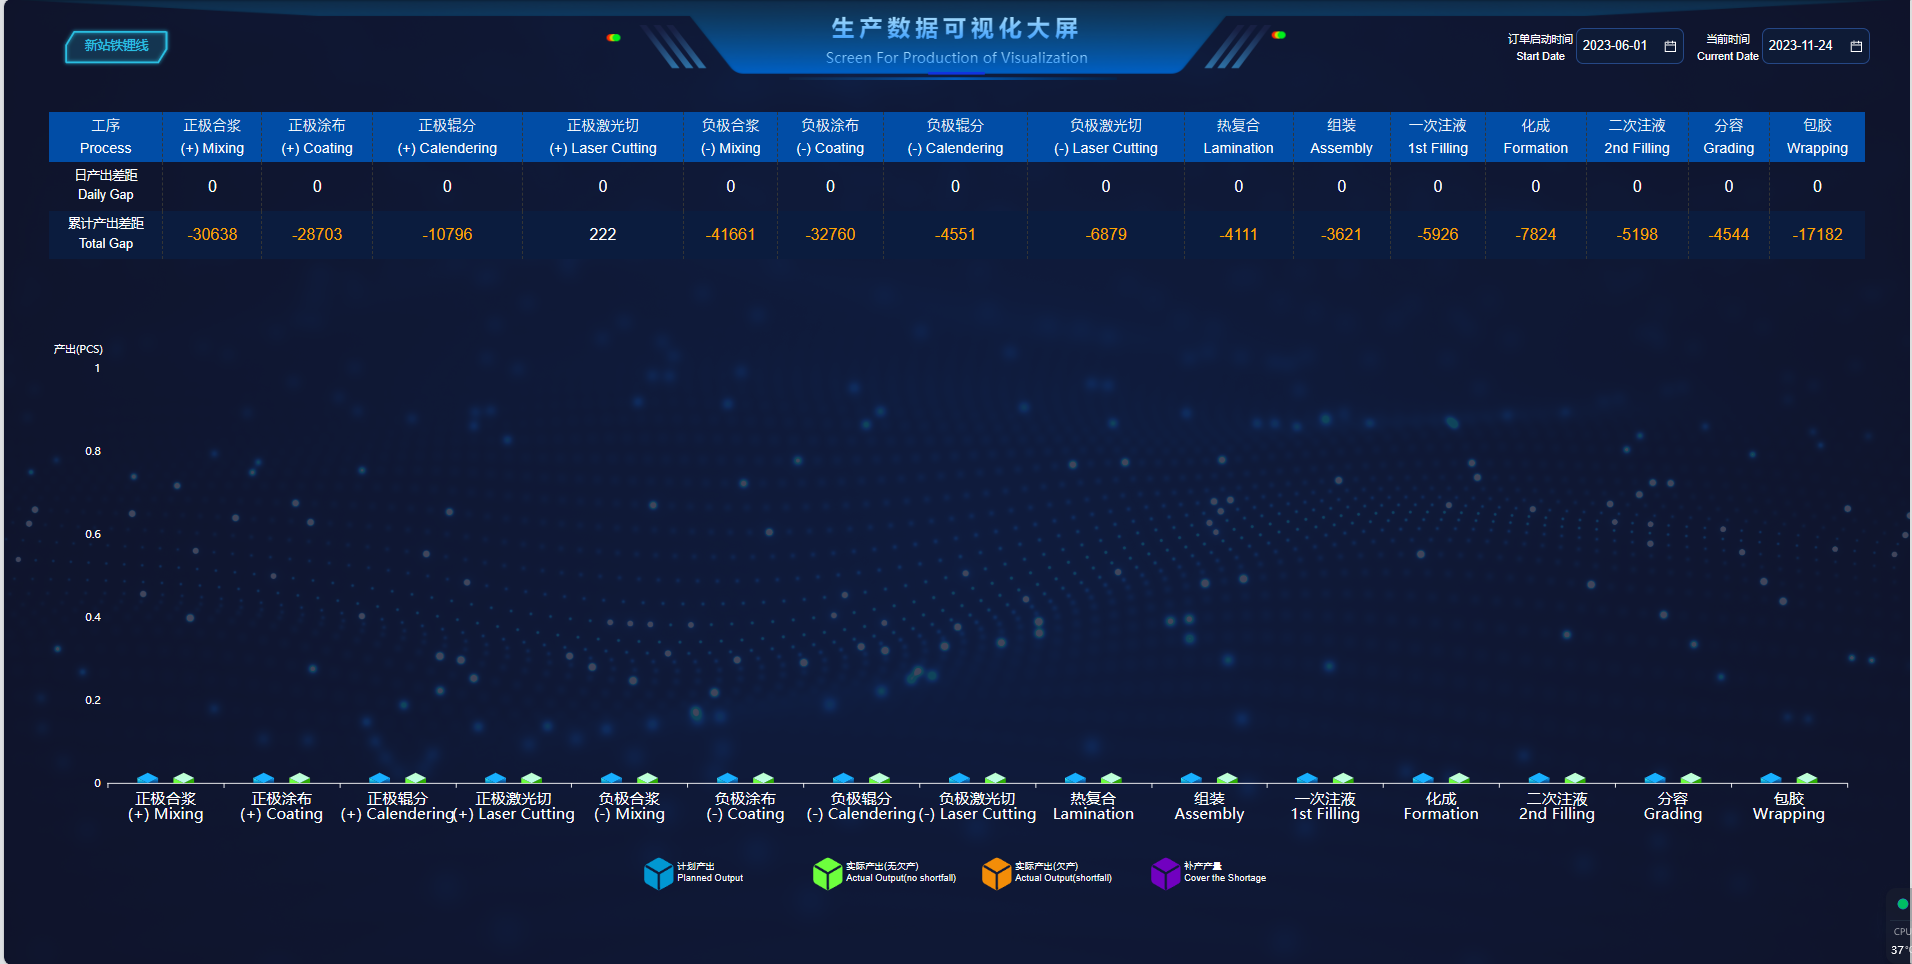 新站铁锂线
生产数据可视化大屏
Screen For Production of Visualization
订单启动时间
Start Date
2023-06-01
当前时间
Current Date
2023-11-24
工序 正极合浆 正极涂布 正极辊分 正极激光切 负极合浆 负极涂布 负极辊分 负极激光切 热复合 组装 一次注液 化成 二次注液 分容 包胶
Process (+) Mixing (+) Coating (+) Calendering (+) Laser Cutting (-) Mixing (-) Coating (-) Calendering (-) Laser Cutting Lamination Assembly 1st Filling Formation 2nd Filling Grading Wrapping
日产出差距
Daily Gap
0 0 0 0 0 0 0 0 0 0 0 0 0 0 0
累计产出差距
Total Gap
-30638 -28703 -10796 222 -41661 -32760 -4551 -6879 -4111 -3621 -5926 -7824 -5198 -4544 -17182
产出(PCS)
1
0.8
0.6
0.4
0.2
0
正极合浆 正极涂布 正极辊分 正极激光切 负极合浆 负极涂布 负极辊分 负极激光切 热复合 组装 一次注液 化成 二次注液 分容 包胶
(+) Mixing (+) Coating (+) Calendering (+) Laser Cutting (-) Mixing (-) Coating (-) Calendering (-) Laser Cutting Lamination Assembly 1st Filling Formation 2nd Filling Grading Wrapping
计划产出
Planned Output
实际产出(无欠产)
Actual Output(no shortfall)
实际产出(欠产)
Actual Output(shortfall)
补产产量
Cover the Shortage
CPU
37°